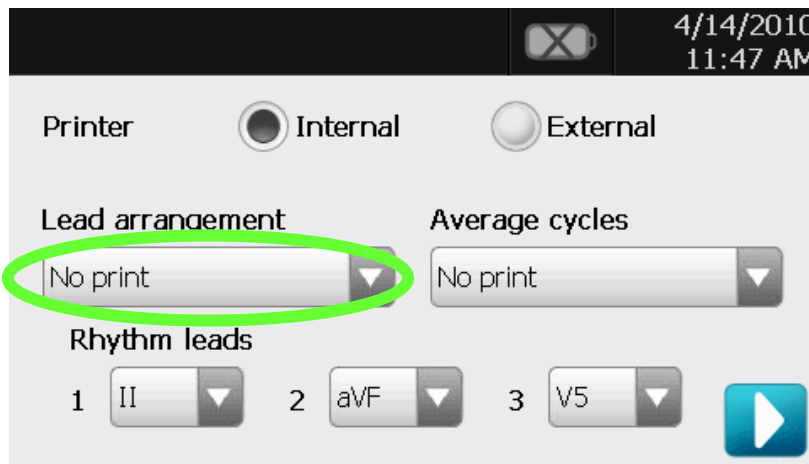 4/14/2010
11:47 AM
Printer Internal External
Lead arrangement Average cycles
No print No print
Rhythm leads
1 II 2 aVF 3 V5